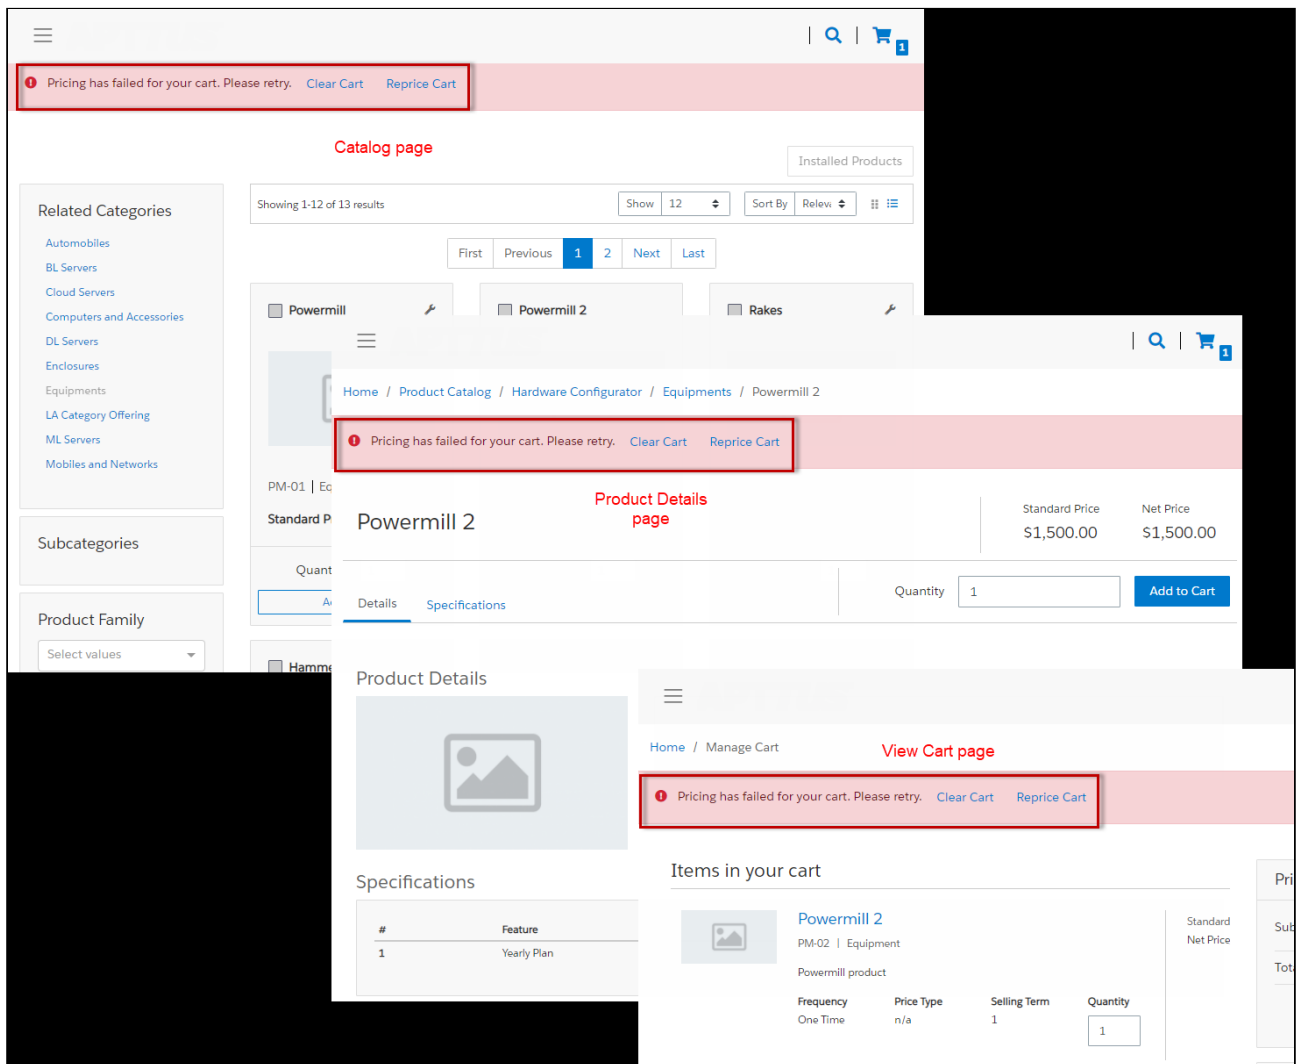 1
Pricing has failed for your cart. Please retry. Clear Cart Reprice Cart
Catalog page
Installed Products
Related Categories
Automobiles
BL Servers
Cloud Servers
Computers and Accessories
DL Servers
Enclosures
Equipments
LA Category Offering
ML Servers
Mobiles and Networks
Subcategories
Product Family
Select values
Showing 1-12 of 13 results
Show 12
Sort By Relev
First Previous 1 2 Next Last
Powermill
Powermill 2
Rakes
PM-01 | Eq
Standard P
Quant
Hamme
1
Home / Product Catalog / Hardware Configurator / Equipments / Powermill 2
Pricing has failed for your cart. Please retry. Clear Cart Reprice Cart
Product Details
page
Powermill 2
Standard Price Net Price
$1,500.00 $1,500.00
Quantity 1 Add to Cart
Details Specifications
Product Details
Specifications
# Feature
1 Yearly Plan
Home / Manage Cart
View Cart page
Pricing has failed for your cart. Please retry. Clear Cart Reprice Cart
Items in your cart
Powermill 2
PM-02 | Equipment
Powermill product
Frequency Price Type Selling Term Quantity
One Time n/a 1 1
Standard
Net Price
Pri
Sub
Tota